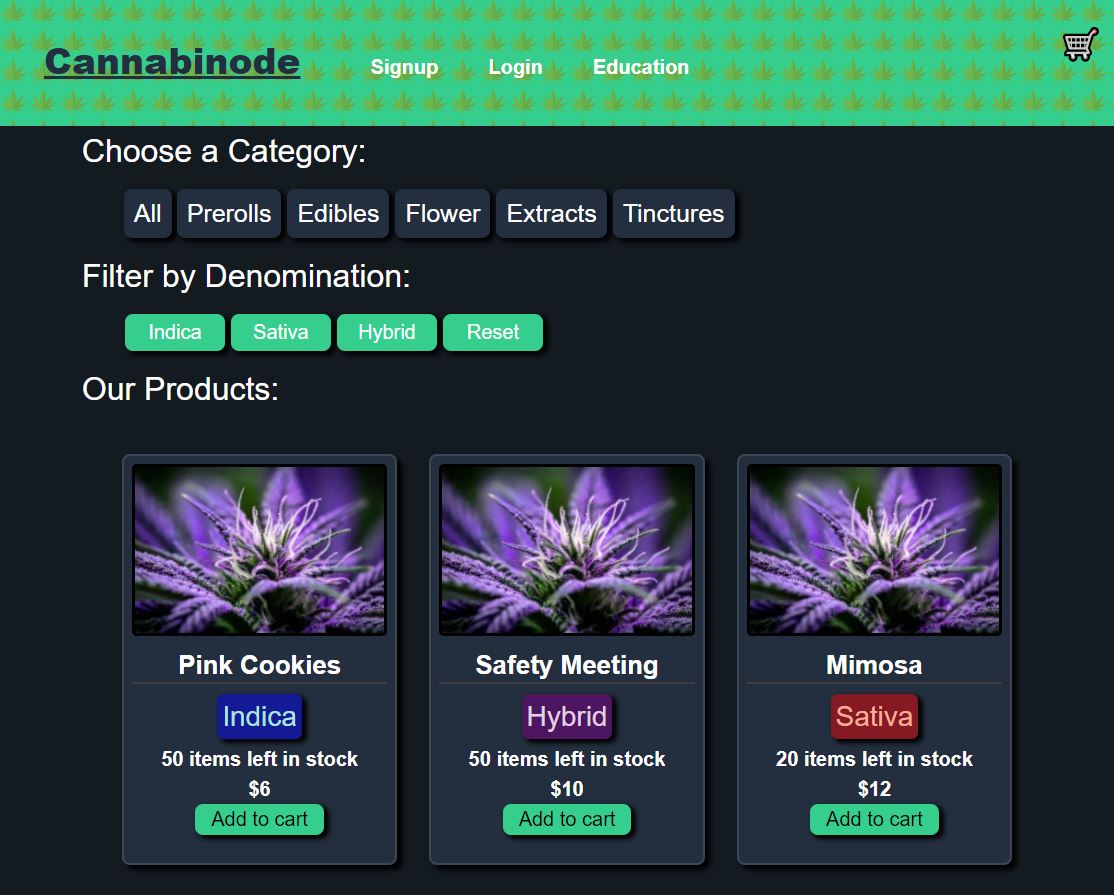 Cannabinode Signup Login Education
Choose a Category:
All Prerolls Edibles Flower Extracts Tinctures
Filter by Denomination:
Indica Sativa Hybrid Reset
Our Products:
Pink Cookies
Indica
50 items left in stock
$6
Add to cart
Safety Meeting
Hybrid
50 items left in stock
$10
Add to cart
Mimosa
Sativa
20 items left in stock
$12
Add to cart